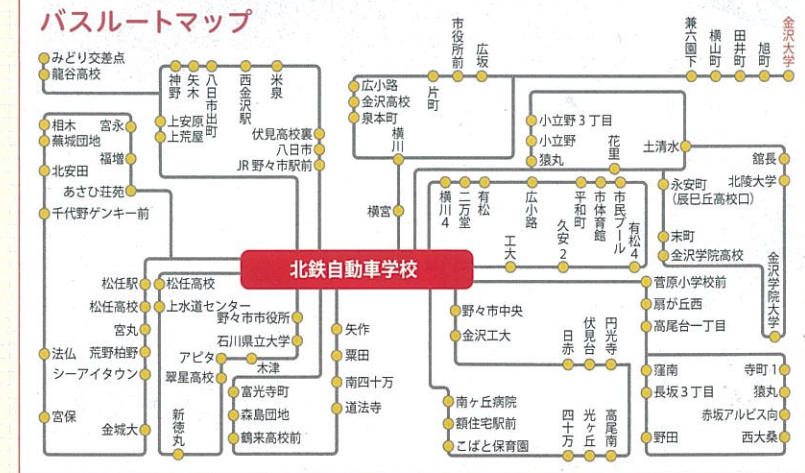 バスルートマップ
みどり交差点
龍谷高校
神野
矢木
八日市出町
西金沢駅
米泉
上安原
上荒屋
伏見高校裏
八日市
JR野々市駅前
相木
蕪城団地
北安田
千代野ゲンキー前
宮永
福増
あさひ荘苑
広小路
金沢高校
泉本町
片町
市役所前
広坂
兼六園下
横山町
田井町
旭町
金沢大学
横川
横宮
小立野3丁目
小立野
猿丸
花里
土清水
舘長
北陵大学
永安町
(辰巳丘高校口)
末町
金沢学院高校
金沢学院大学
横川4
二万堂
有松
広小路
平和町
市体育館
市民プール
有松4
工大
久安2
北鉄自動車学校
松任駅
松任高校
宮丸
荒野柏野
シーアイタウン
金城大
法仏
宮保
松任高校
上水道センター
野々市市役所
石川県立大学
アピタ
木津
翠星高校
新徳丸
富光寺町
森島団地
鶴来高校前
矢作
粟田
南四十万
道法寺
野々市中央
金沢工大
日赤
伏見台
円光寺
南ヶ丘病院
額住宅駅前
こばと保育園
四十万
光ヶ丘
高尾南
菅原小学校前
扇が丘西
高尾台一丁目
窪南
長坂3丁目
野田
寺町1
猿丸
赤坂アルビス向
西大桑